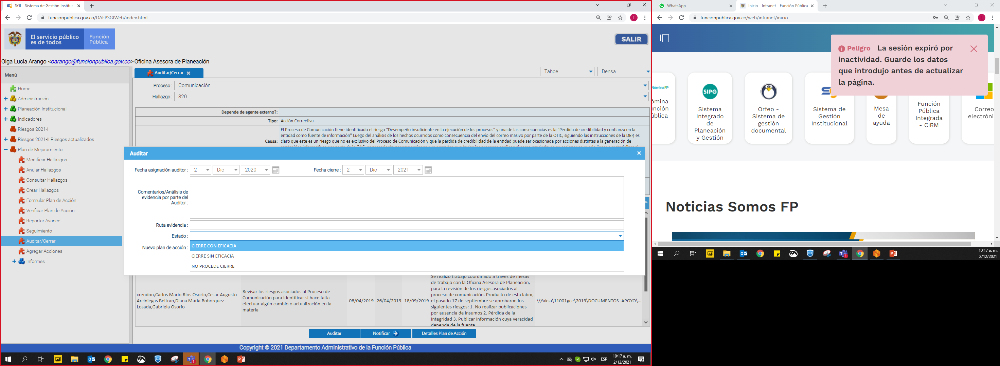 SGI - Sistema de Gestión Instituc
funcionpublica.gov.co/DAFPSGIWeb/index.html
L
El servicio público
es de todos
Función
Pública
SALIR
Olga Lucia Arango <oarango@funcionpublica.gov.co> Oficina Asesora de Planeación
Menú
Home
Administración
Planeación Institucional
Indicadores
Riesgos 2021-I
Riesgos 2021-II Riesgos actualizados
Plan de Mejoramiento
Modificar Hallazgos
Anular Hallazgos
Consultar Hallazgos
Crear Hallazgos
Formular Plan de Acción
Verificar Plan de Acción
Reportar Avance
Seguimiento
Auditar/Cerrar
Agregar Acciones
Informes
Auditar/Cerrar
Tahoe
Densa
Proceso : Comunicación
Hallazgo : 320
Depende de agente externo?:
Tipo: Acción Correctiva
Causa:
El Proceso de Comunicación tiene identificado el riesgo "Desempeño insuficiente en la ejecución de los procesos" y una de las consecuencias es la "Pérdida de credibilidad y confianza en la
entidad como fuente de información" Luego del análisis de los hechos ocurridos como consecuencia del envío del correo masivo por parte de la OTIC, siguiendo las instrucciones de la DEP, es
claro que este es un riesgo que no es exclusivo del Proceso de Comunicación y que la pérdida de credibilidad de la entidad puede ser ocasionada por acciones distintas a la generación de
Auditar
Fecha asignación auditor : 2 Dic 2020
Fecha cierre : 2 Dic 2021
Comentarios/Análisis de
evidencia por parte del
Auditor :
Ruta evidencia :
Estado :
Nuevo plan de acción :
CIERRE CON EFICACIA
CIERRE SIN EFICACIA
NO PROCEDE CIERRE
crendon,Carlos Mario Rios Osorio,Cesar Augusto
Arciniegas Beltran,Diana Maria Bohorquez
Losada,Gabriela Osorio
Revisar los riesgos asociados al Proceso de
Comunicación para identificar si hace falta
efectuar algún cambio o actualización en la
materia
08/04/2019
26/04/2019
18/09/2019
Se realizo trabajo coordinado a traves de mesas
de trabajo con la Oficina Asesora de Planeación,
para la revisión de los riesgos asociados al
proceso de comunicación. Producto de esta labor,
el pasado 17 de septiembre se aprobaron los
siguientes riesgos: 1. No realizar publicaciones
por ausencia de insumos 2. Pérdida de la
integridad 3. Publicar información cuya veracidad
dependa de la fuente
\\Yaksa\11001gce\2019\DOCUMENTOS_APOYO\...
Auditar
Notificar
Detalles Plan de Acción
Copyright © 2021 Departamento Administrativo de la Función Pública
ESP
10:17 a. m.
2/12/2021
WhatsApp
Inicio - Intranet - Función Pública
funcionpublica.gov.co/web/intranet/inicio
L
Peligro La sesión expiró por
inactividad. Guarde los datos
que introdujo antes de actualizar
la página.
NóminaFP
ómina
nción
ública
SIPG
Sistema
Integrado
de
Planeación
y Gestión
Orfeo -
Sistema de
gestión
documental
Sistema de
Gestión
Institucional
Mesa
de
ayuda
Función
Pública
Integrada
- CiRM
Correo
electróni
Noticias Somos FP
10:17 a. m.
2/12/2021